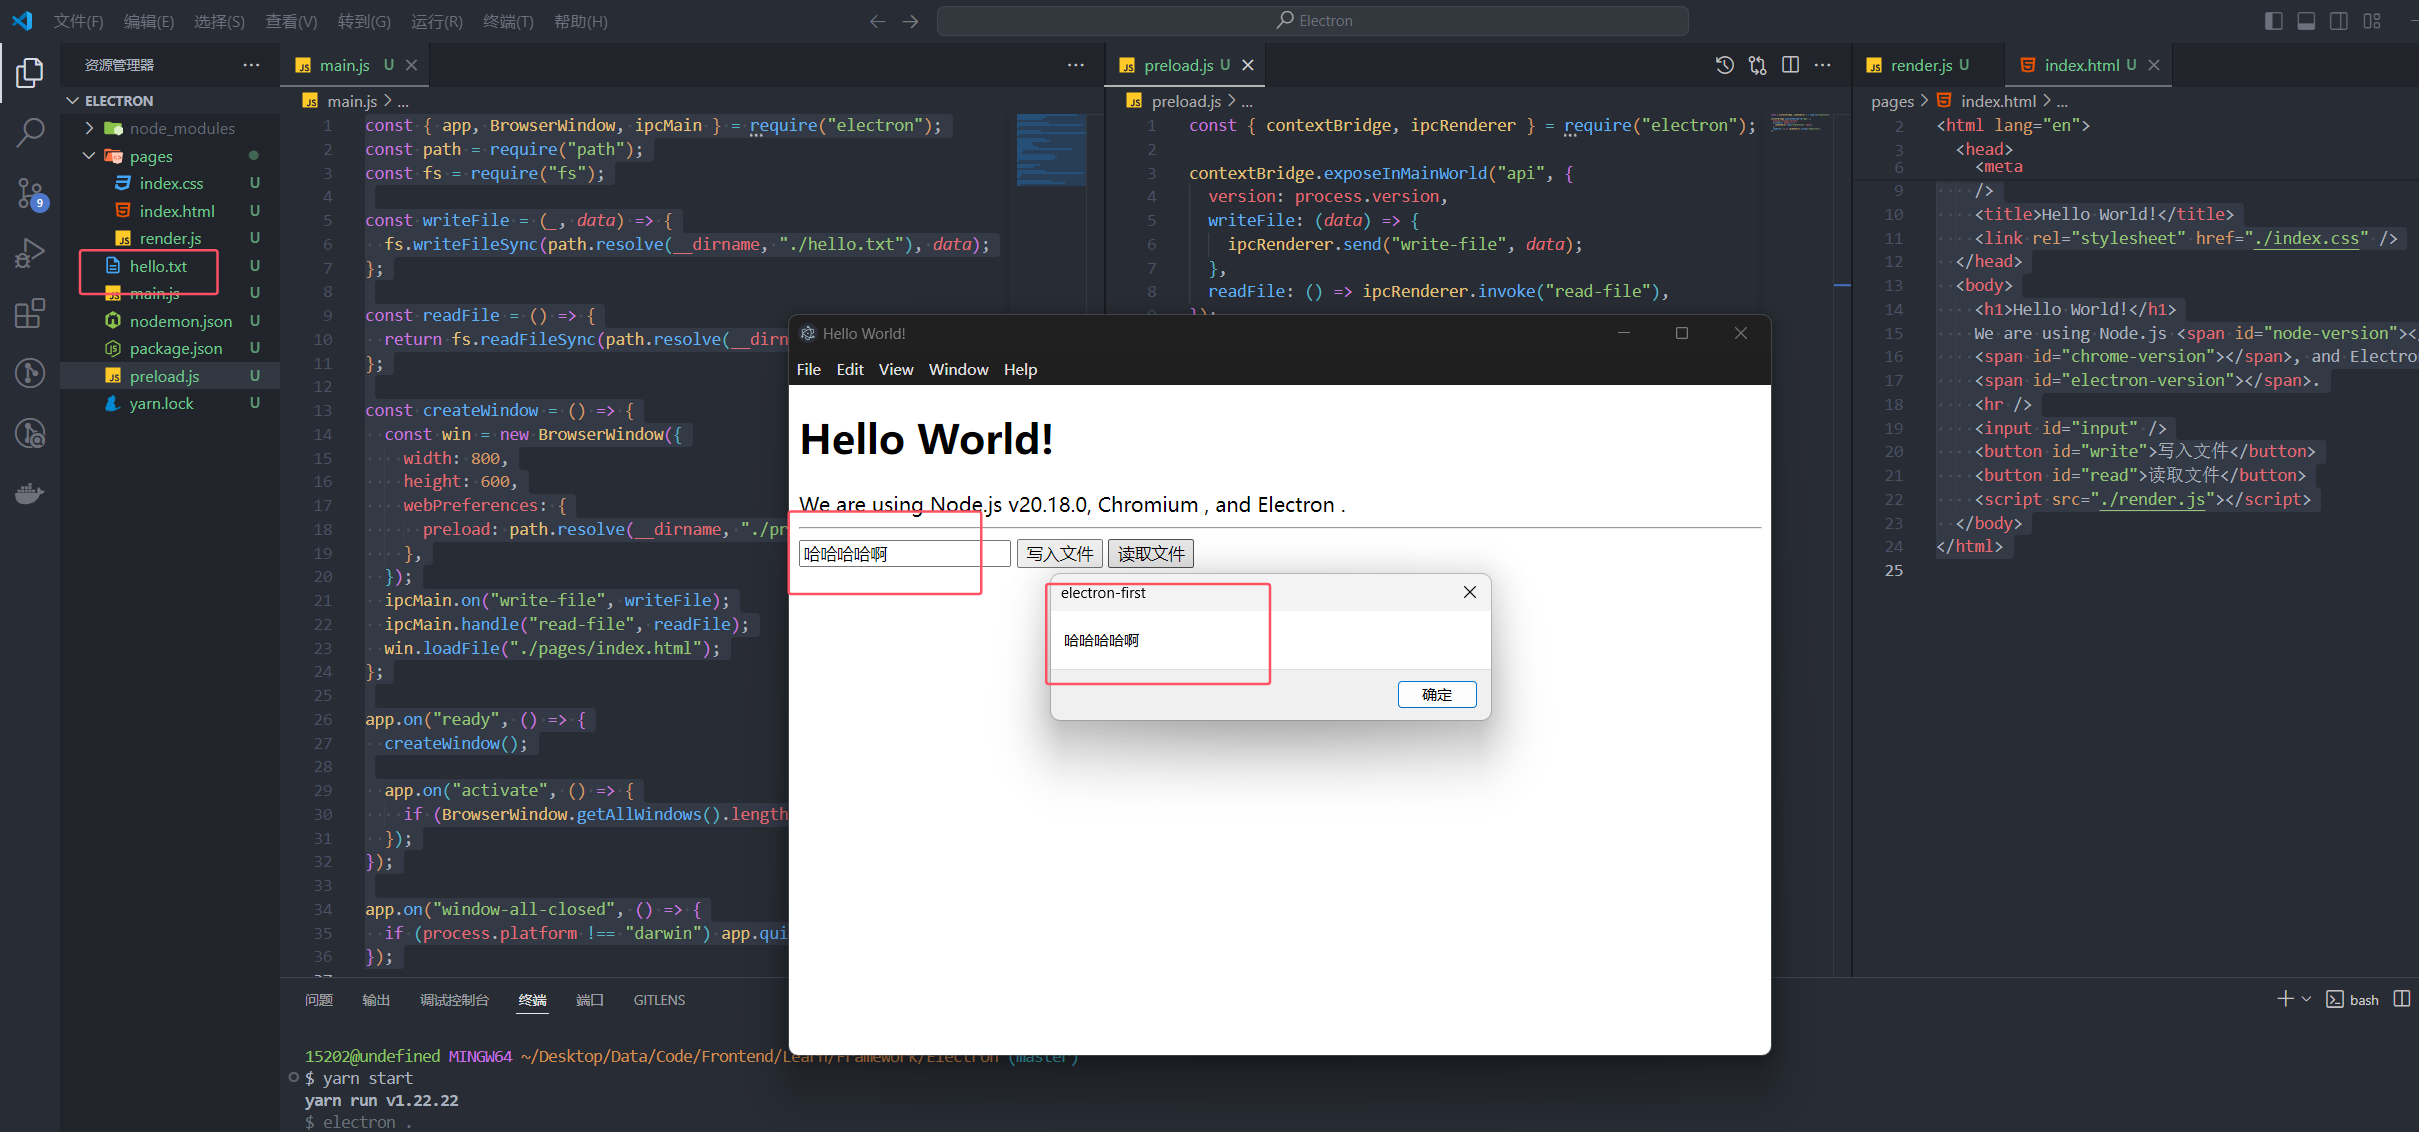 文件(F) 编辑(E) 选择(S) 查看(V) 转到(G) 运行(R) 终端(T) 帮助(H)
Electron
资源管理器
ELECTRON
node_modules
pages
index.css U
index.html U
render.js U
hello.txt U
main.js U
nodemon.json U
package.json U
preload.js U
yarn.lock U
9
main.js U
main.js > ...
1 const { app, BrowserWindow, ipcMain } = require("electron");
2 const path = require("path");
3 const fs = require("fs");
4
5 const writeFile = (_, data) => {
6 fs.writeFileSync(path.resolve(__dirname, "./hello.txt"), data);
7 };
8
9 const readFile = () => {
10 return fs.readFileSync(path.resolve(__dirn
11 };
12
13 const createWindow = () => {
14 const win = new BrowserWindow({
15 width: 800,
16 height: 600,
17 webPreferences: {
18 preload: path.resolve(__dirname, "./pr
19 },
20 });
21 ipcMain.on("write-file", writeFile);
22 ipcMain.handle("read-file", readFile);
23 win.loadFile("./pages/index.html");
24 };
25
26 app.on("ready", () => {
27 createWindow();
28
29 app.on("activate", () => {
30 if (BrowserWindow.getAllWindows().length
31 });
32 });
33
34 app.on("window-all-closed", () => {
35 if (process.platform !== "darwin") app.qui
36 });
preload.js U
preload.js > ...
1 const { contextBridge, ipcRenderer } = require("electron");
2
3 contextBridge.exposeInMainWorld("api", {
4 version: process.version,
5 writeFile: (data) => {
6 ipcRenderer.send("write-file", data);
7 },
8 readFile: () => ipcRenderer.invoke("read-file"),
render.js U
index.html U
pages > index.html > ...
2 <html lang="en">
3 <head>
6 <meta
9 />
10 <title>Hello World!</title>
11 <link rel="stylesheet" href="./index.css" />
12 </head>
13 <body>
14 <h1>Hello World!</h1>
15 We are using Node.js <span id="node-version"></
16 <span id="chrome-version"></span>, and Electro
17 <span id="electron-version"></span>.
18 <hr />
19 <input id="input" />
20 <button id="write">写入文件</button>
21 <button id="read">读取文件</button>
22 <script src="./render.js"></script>
23 </body>
24 </html>
25
Hello World!
File Edit View Window Help
Hello World!
We are using Node.js v20.18.0, Chromium , and Electron .
哈哈哈哈啊 写入文件 读取文件
electron-first
哈哈哈哈啊
确定
问题 输出 调试控制台 终端 端口 GITLENS
bash
15202@undefined MINGW64 ~/Desktop/Data/Code/Frontend/Learn/Framework/Electron (master)
$ yarn start
yarn run v1.22.22
$ electron .